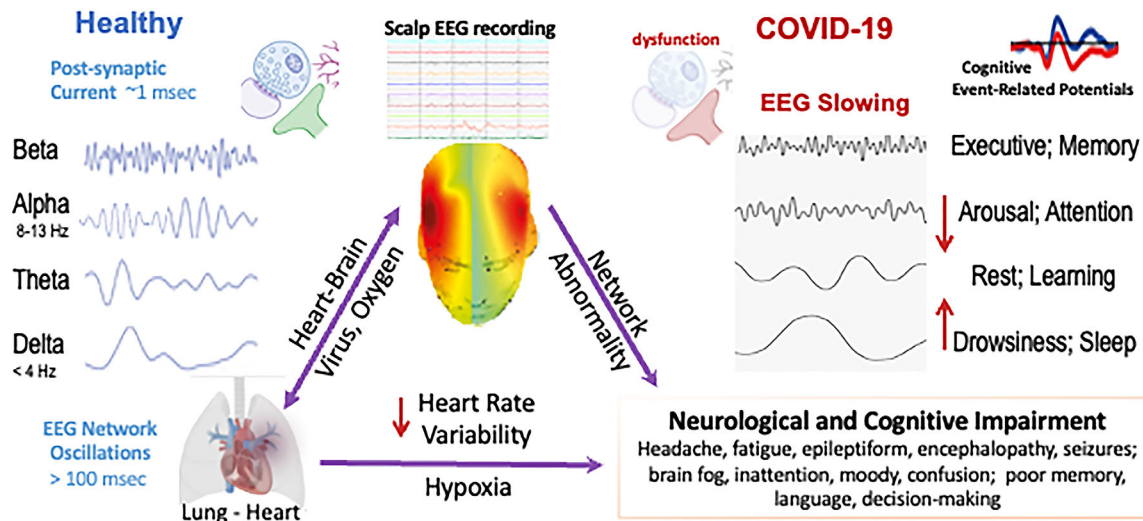 Healthy
Post-synaptic
Current ~1 msec
Beta
Alpha
8-13 Hz
Theta
Delta
< 4 Hz
EEG Network
Oscillations
> 100 msec
Lung - Heart
Scalp EEG recording
Heart-Brain
Virus, Oxygen
Network
Abnormality
Heart Rate
Variability
Hypoxia
dysfunction
COVID-19
EEG Slowing
Cognitive
Event-Related Potentials
Executive; Memory
Arousal; Attention
Rest; Learning
Drowsiness; Sleep
Neurological and Cognitive Impairment
Headache, fatigue, epileptiform, encephalopathy, seizures;
brain fog, inattention, moody, confusion; poor memory,
language, decision-making